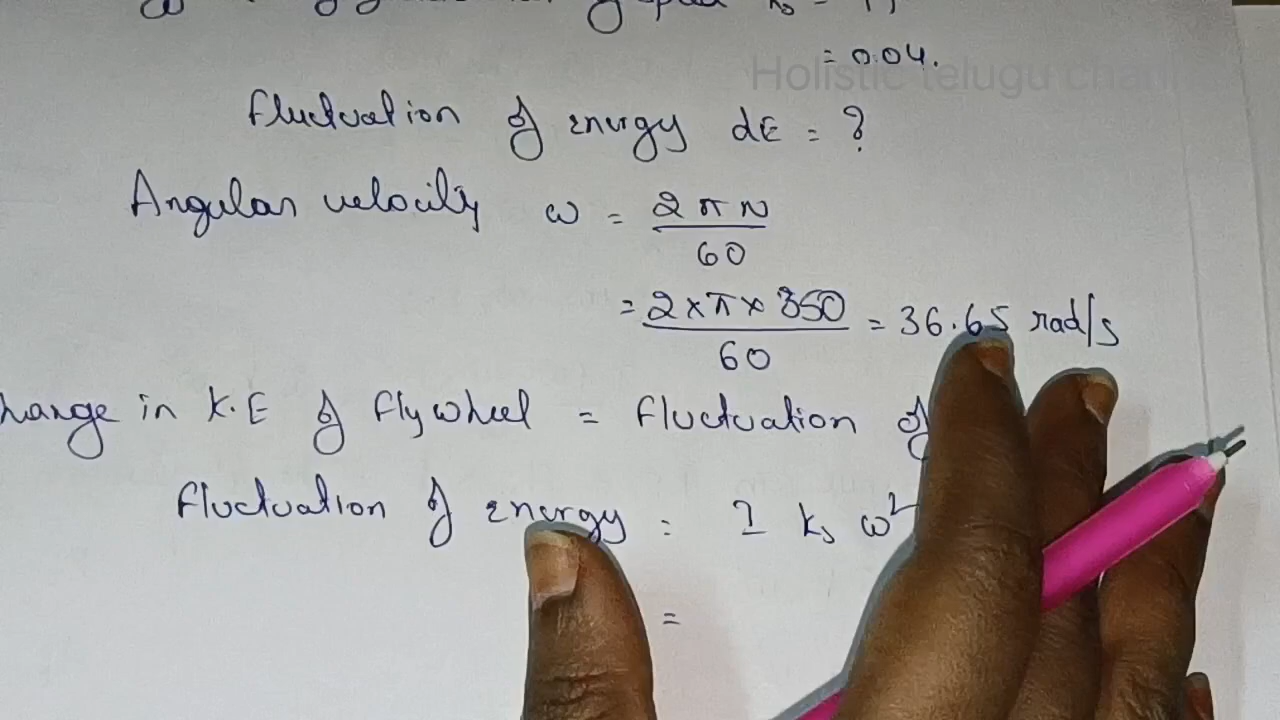 = 0.04.
Holistic telugu chan
Fluctuation of energy dE = ?
Angular velocity ω = 2πN / 60
= 2×π×350 / 60 = 36.65 rad/s
hange in K.E of flywheel = fluctuation of
Fluctuation of energy = I ks ω²
=